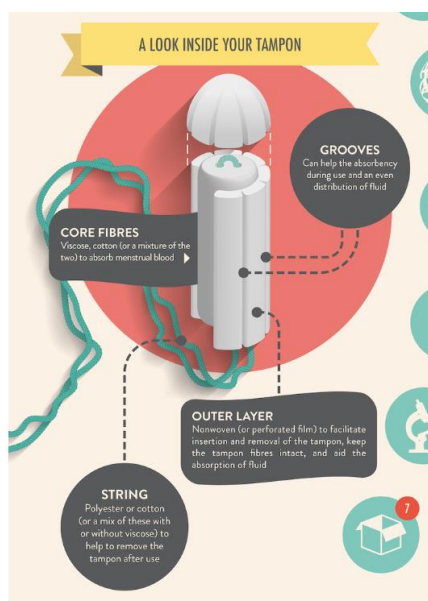 A LOOK INSIDE YOUR TAMPON
GROOVES
Can help the absorbency
during use and an even
distribution of fluid
CORE FIBRES
Viscose, cotton (or a mixture of the
two) to absorb menstrual blood
OUTER LAYER
Nonwoven (or perforated film) to facilitate
insertion and removal of the tampon, keep
the tampon fibres intact, and aid the
absorption of fluid
STRING
Polyester or cotton
(or a mix of these with
or without viscose) to
help to remove the
tampon after use
7